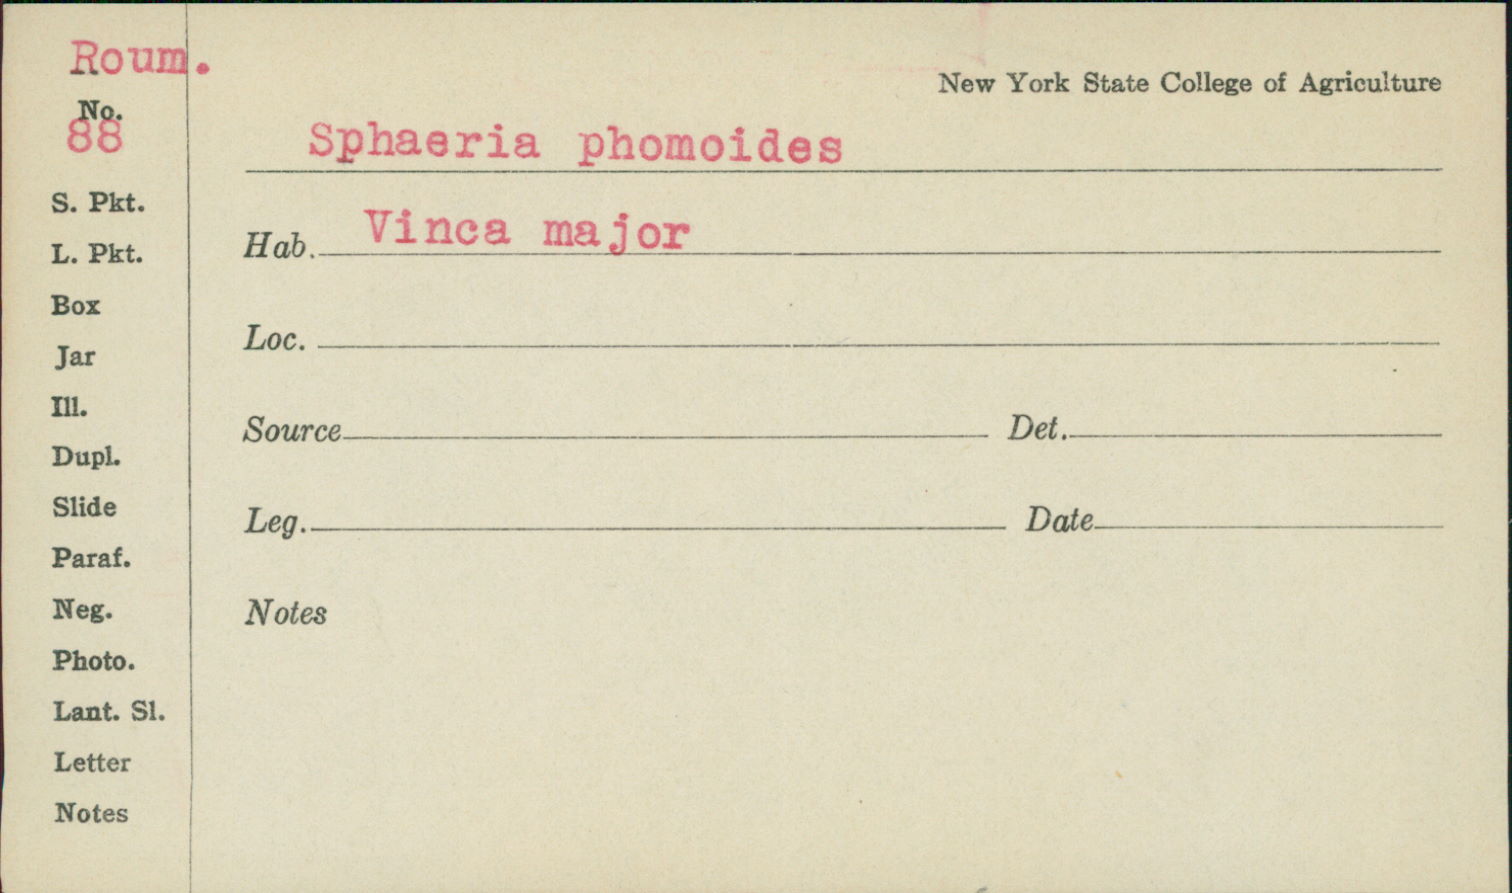 Roum.
New York State College of Agriculture
No.
88
Sphaeria phomoides
S. Pkt.
Hab. Vinca major
L. Pkt.
Box
Loc.
Jar
Ill.
Source Det.
Dupl.
Slide
Leg. Date
Paraf.
Neg.
Notes
Photo.
Lant. Sl.
Letter
Notes